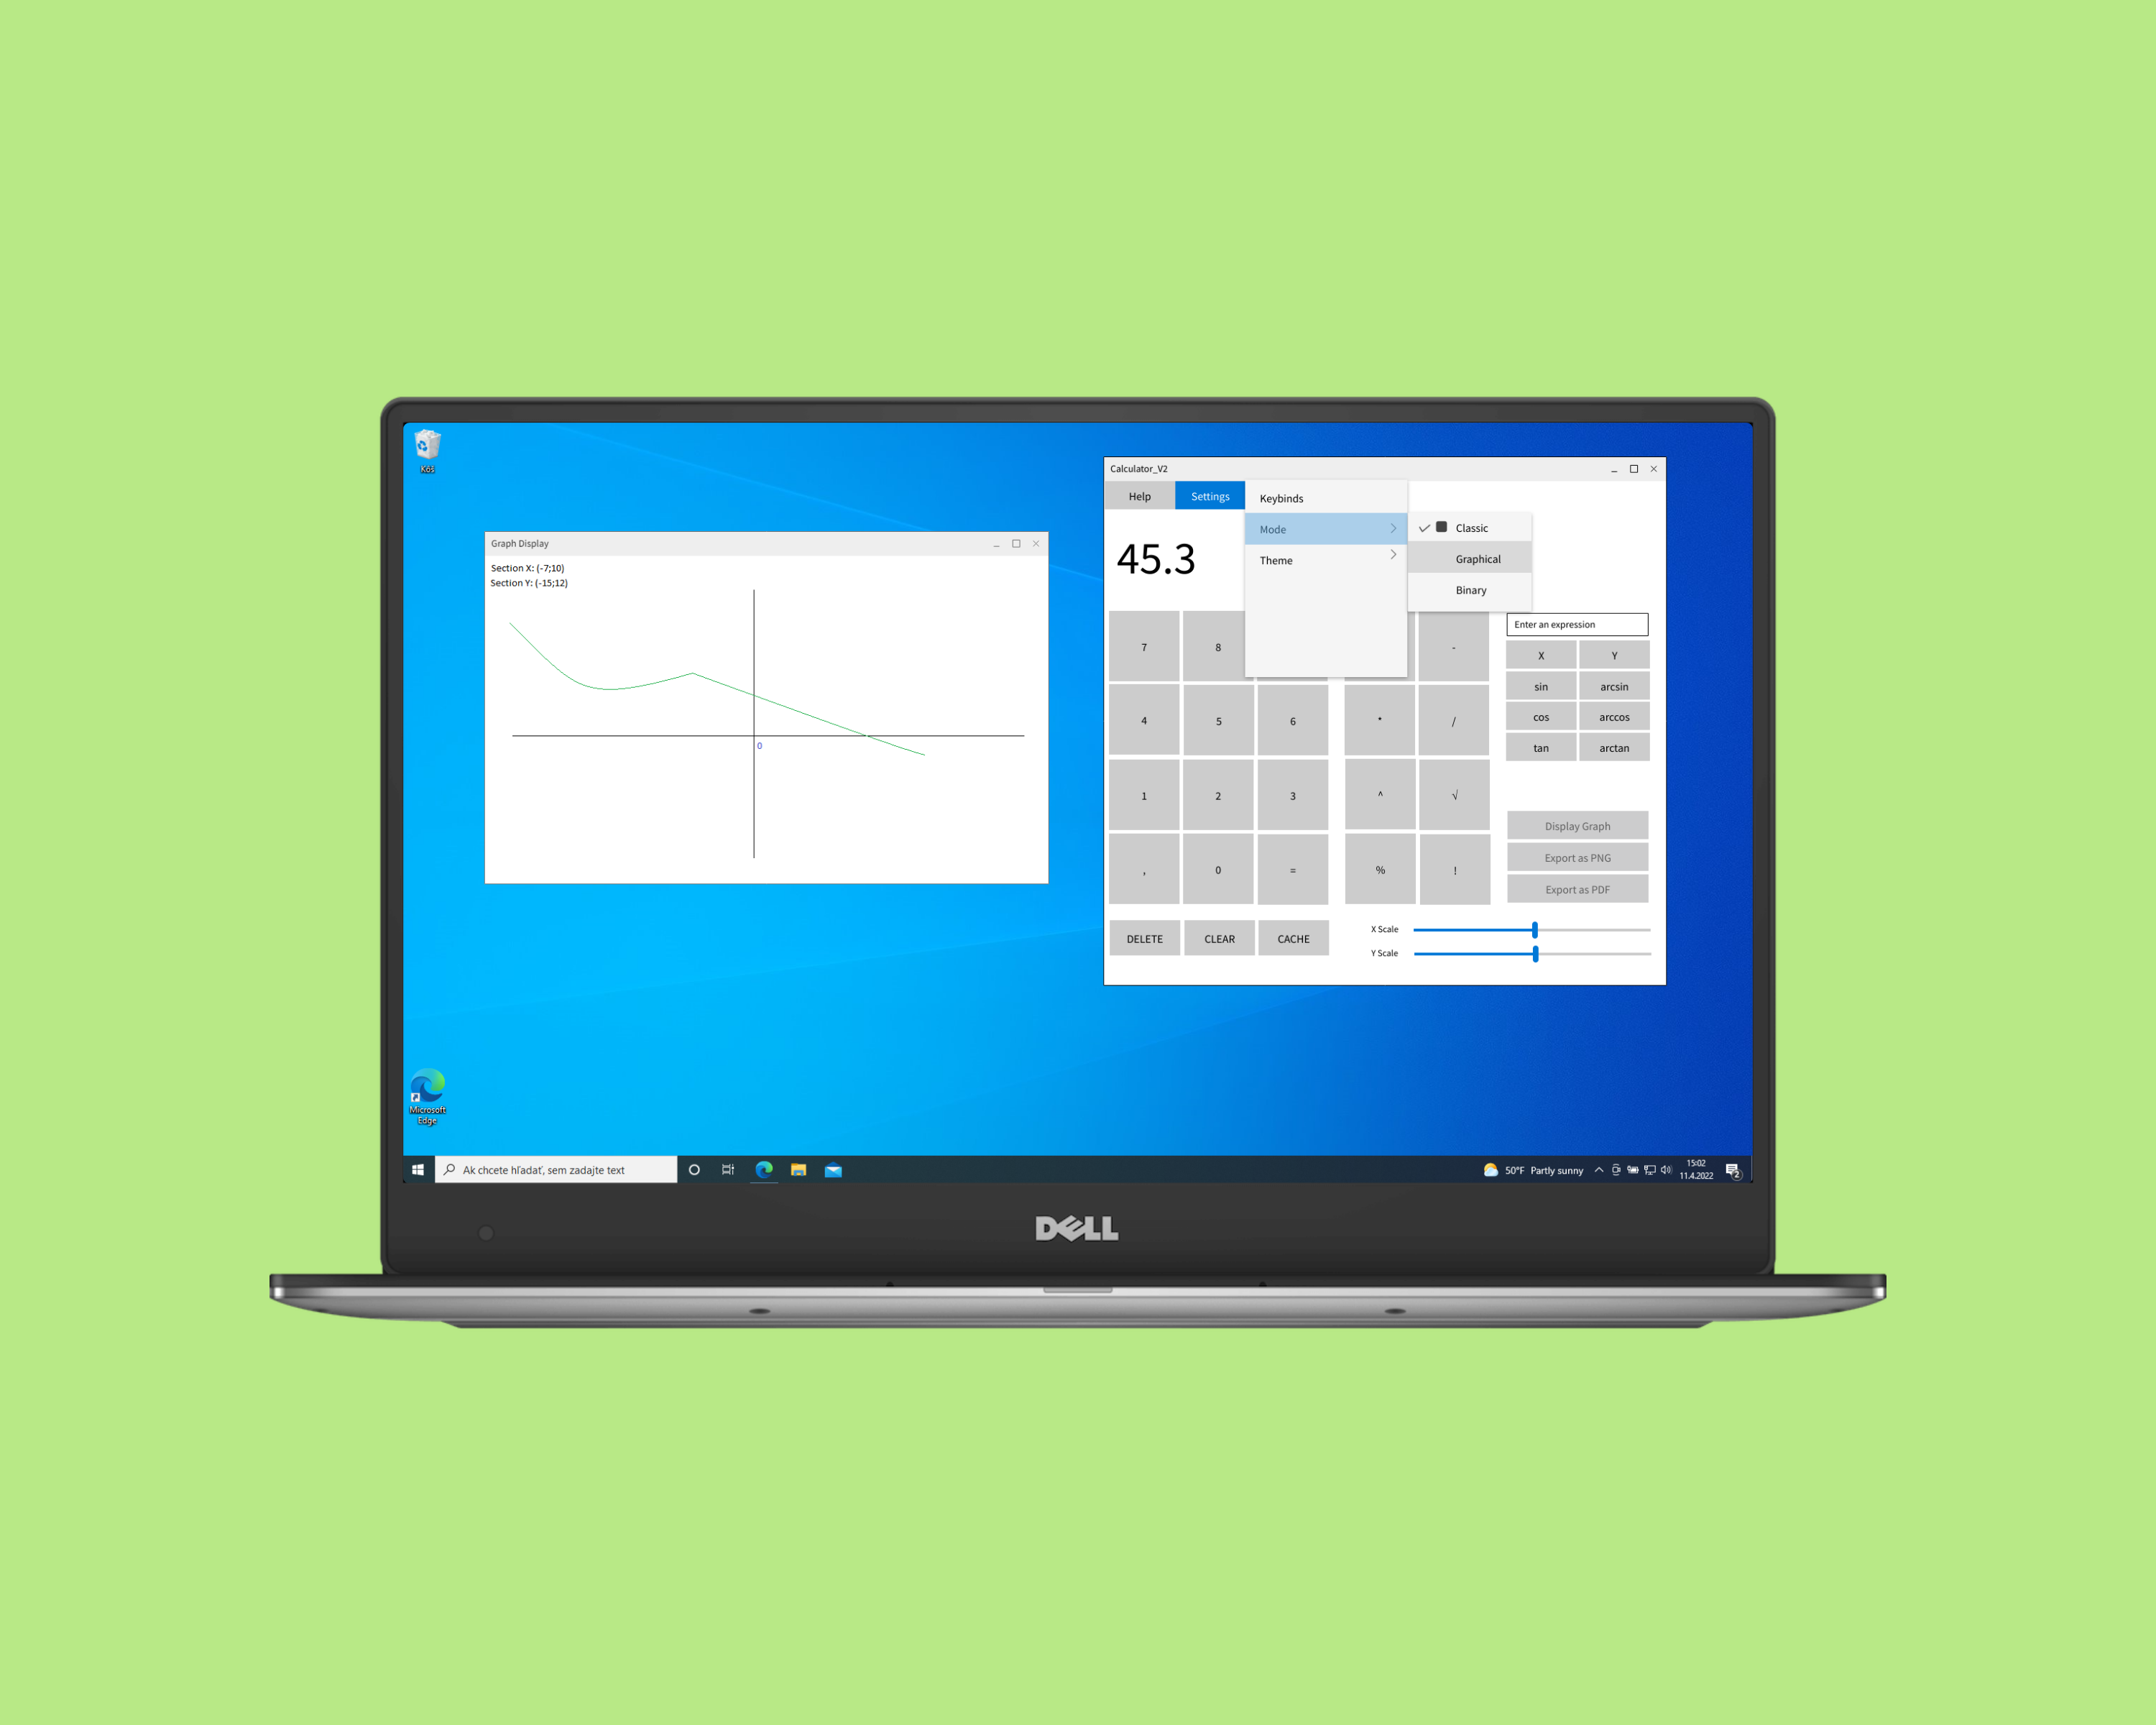 Kôš
Graph Display
Section X: (-7;10)
Section Y: (-15;12)
0
Calculator_V2
Help
Settings
Keybinds
Mode
Theme
Classic
Graphical
Binary
45.3
Enter an expression
7
8
-
X
Y
4
5
6
*
/
sin
arcsin
cos
arccos
tan
arctan
1
2
3
^
√
,
0
=
%
!
Display Graph
Export as PNG
Export as PDF
DELETE
CLEAR
CACHE
X Scale
Y Scale
Microsoft
Edge
Ak chcete hľadať, sem zadajte text
50°F Partly sunny
15:02
11.4.2022
2
DELL